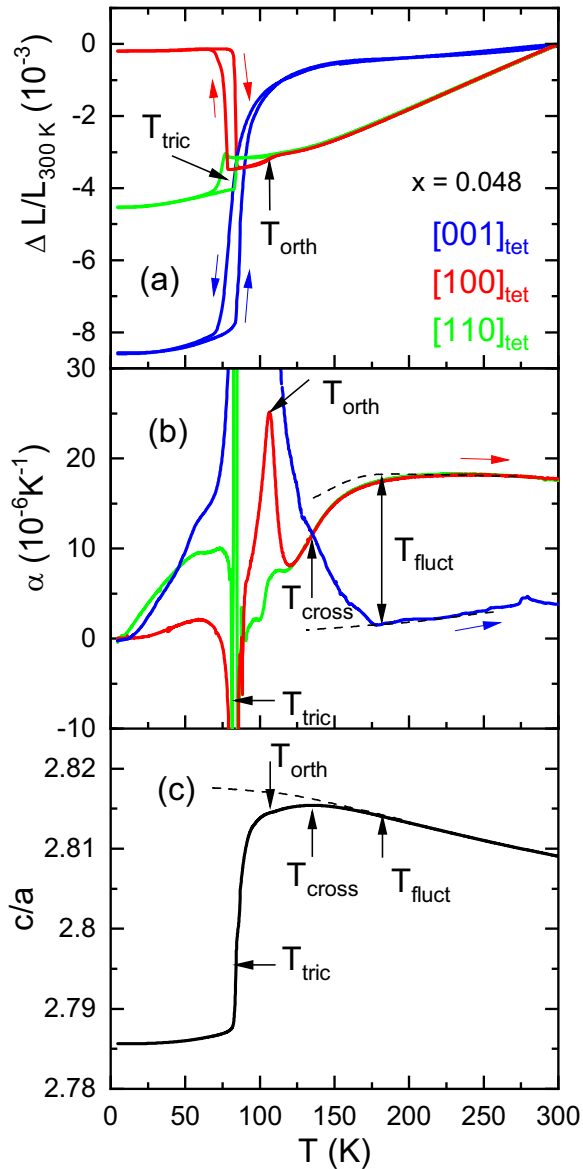 0
-2
-4
-6
-8
Δ L/L300 K (10-3)
Ttric
Torth
x = 0.048
[001]tet
[100]tet
[110]tet
(a)
30
20
10
0
-10
α (10-6K-1)
(b)
Torth
Tfluct
Tcross
Ttric
2.82
2.81
2.8
2.79
2.78
c/a
(c)
Torth
Tcross
Tfluct
Ttric
0 50 100 150 200 250 300
T (K)